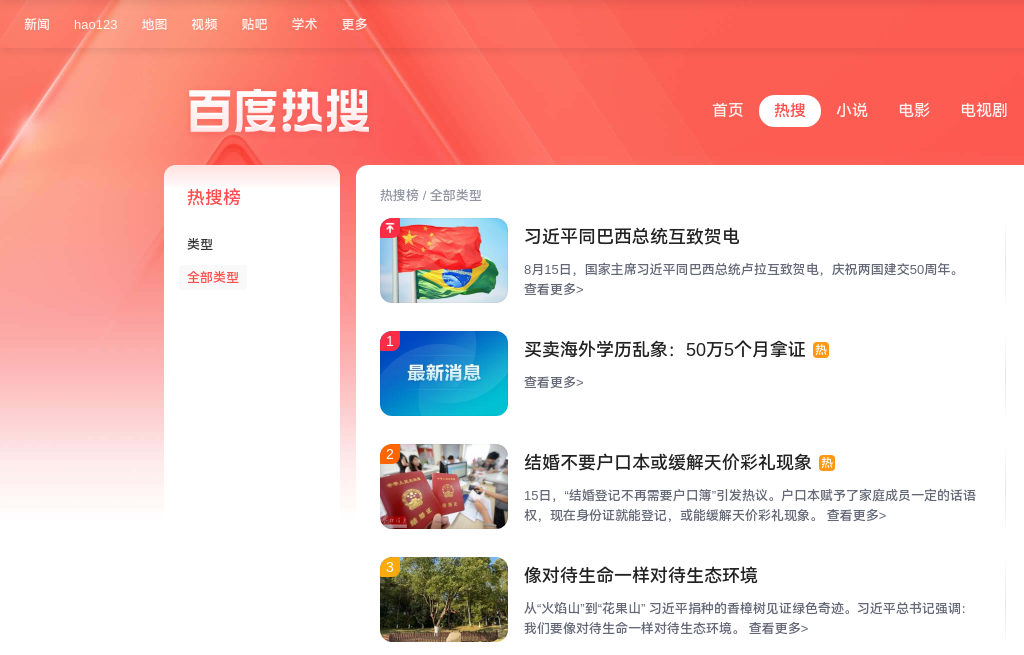 新闻 hao123 地图 视频 贴吧 学术 更多
百度热搜
首页 热搜 小说 电影 电视剧
热搜榜
类型
全部类型
热搜榜 / 全部类型
习近平同巴西总统互致贺电
8月15日，国家主席习近平同巴西总统卢拉互致贺电，庆祝两国建交50周年。
查看更多>
1
最新消息
买卖海外学历乱象：50万5个月拿证 热
查看更多>
2
结婚不要户口本或缓解天价彩礼现象 热
15日，“结婚登记不再需要户口簿”引发热议。户口本赋予了家庭成员一定的话语
权，现在身份证就能登记，或能缓解天价彩礼现象。 查看更多>
3
像对待生命一样对待生态环境
从“火焰山”到“花果山” 习近平捐种的香樟树见证绿色奇迹。习近平总书记强调：
我们要像对待生命一样对待生态环境。 查看更多>